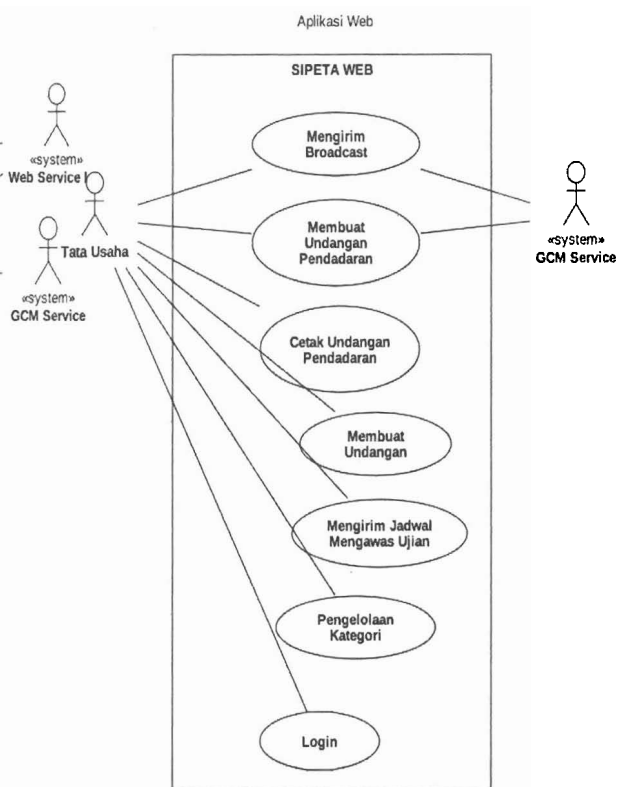 Aplikasi Web
SIPETA WEB
Mengirim
Broadcast
«system»
Web Service
Tata Usaha
«system»
GCM Service
«system»
GCM Service
Membuat
Undangan
Pendadaran
Cetak Undangan
Pendadaran
Membuat
Undangan
Mengirim Jadwal
Mengawas Ujian
Pengelolaan
Kategori
Login